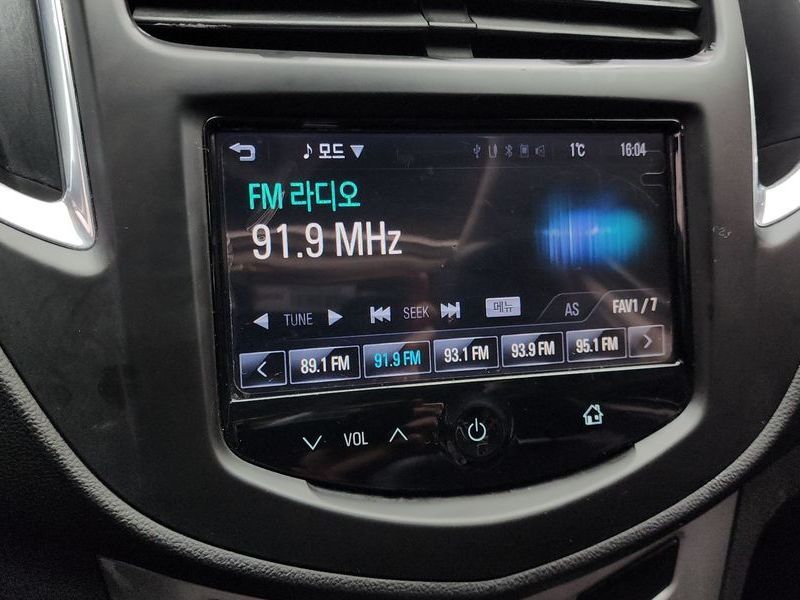 모드 1℃ 16:04
FM 라디오
91.9 MHz
TUNE SEEK 메뉴 AS FAV1 / 7
89.1 FM 91.9 FM 93.1 FM 93.9 FM 95.1 FM
VOL